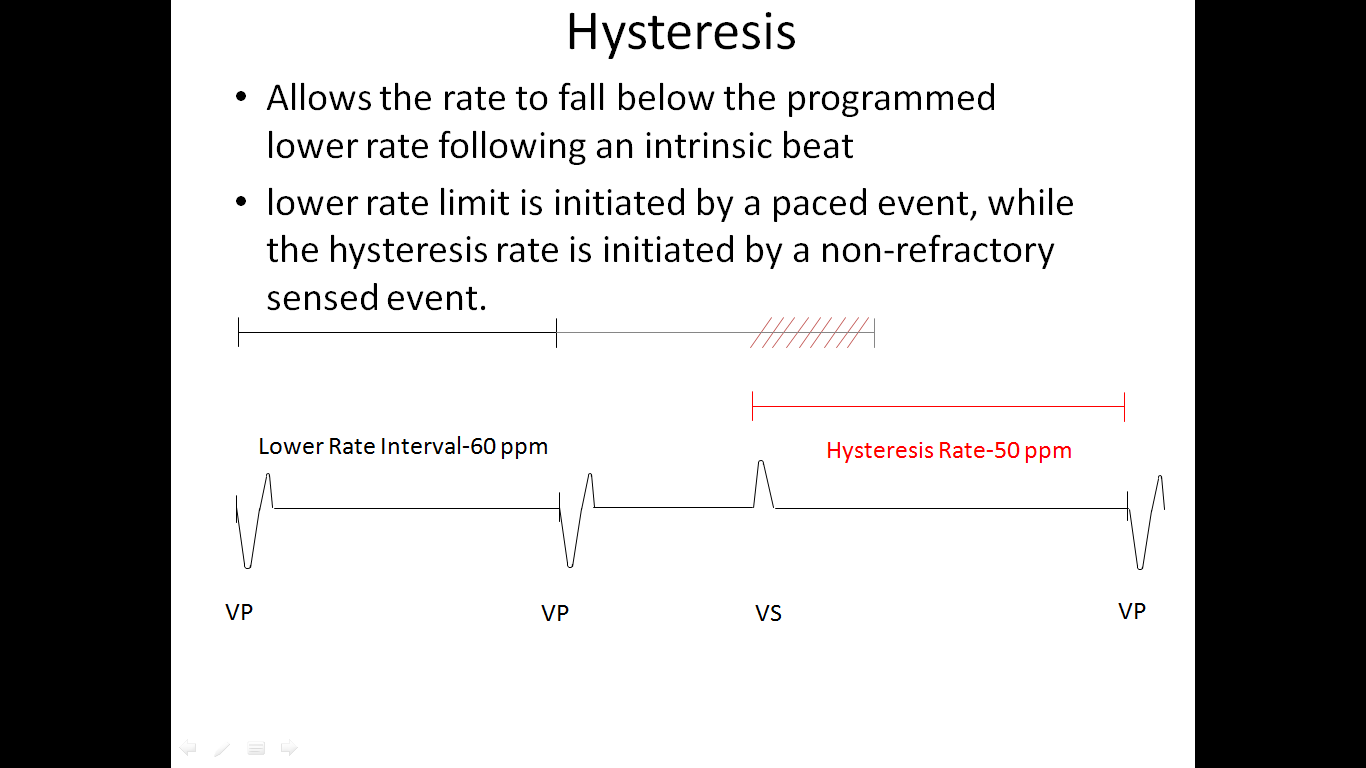 Hysteresis
• Allows the rate to fall below the programmed
lower rate following an intrinsic beat
• lower rate limit is initiated by a paced event, while
the hysteresis rate is initiated by a non-refractory
sensed event.
Lower Rate Interval-60 ppm
Hysteresis Rate-50 ppm
VP
VP
VS
VP